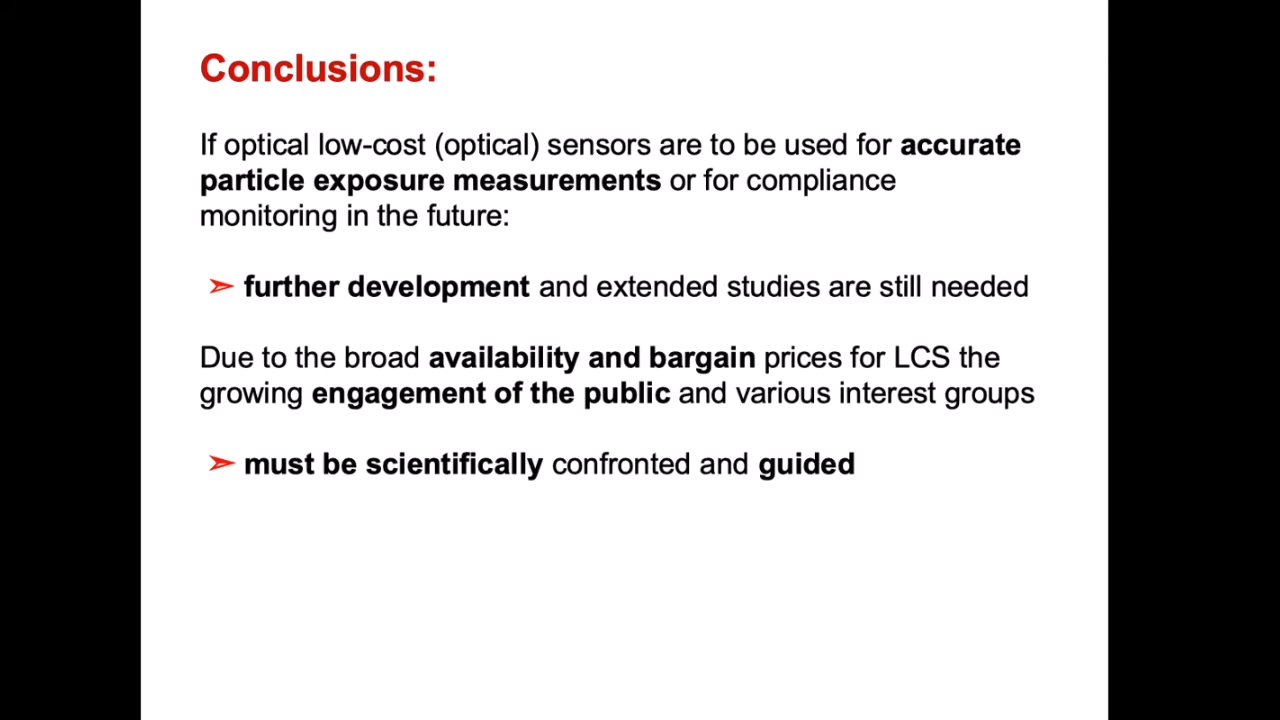 Conclusions:
If optical low-cost (optical) sensors are to be used for accurate
particle exposure measurements or for compliance
monitoring in the future:
➢ further development and extended studies are still needed
Due to the broad availability and bargain prices for LCS the
growing engagement of the public and various interest groups
➢ must be scientifically confronted and guided